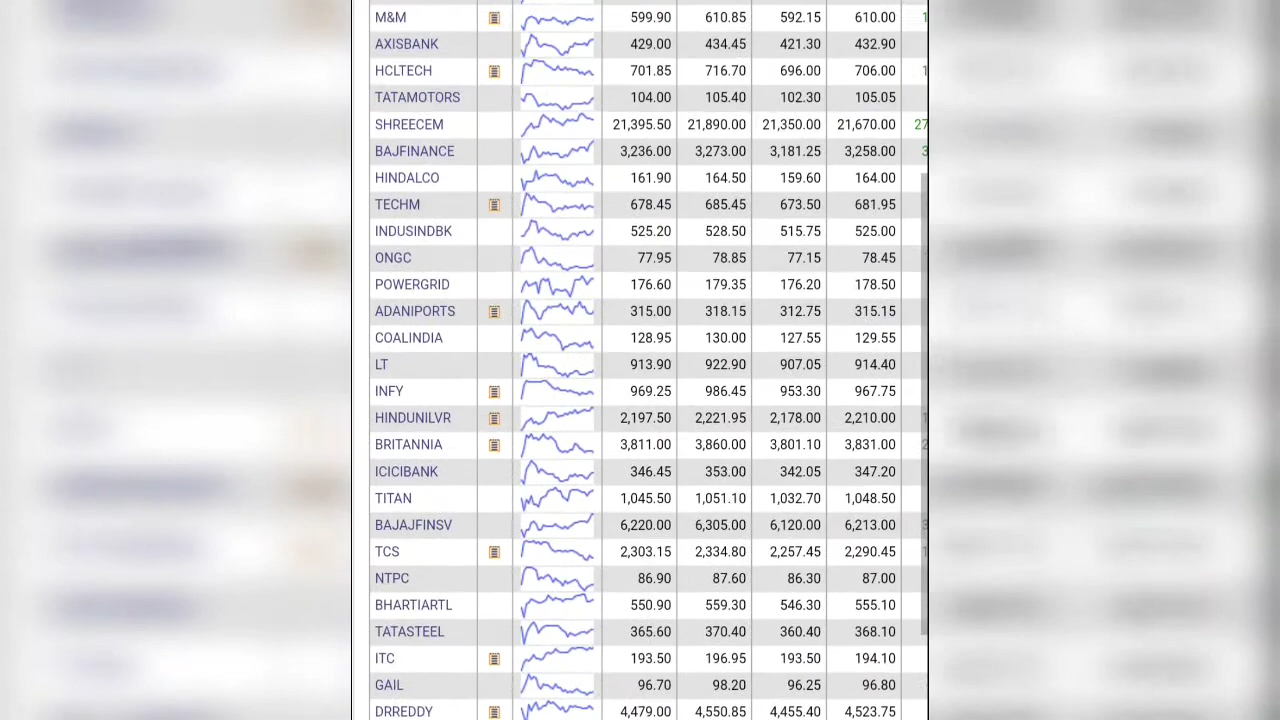 M&M 599.90 610.85 592.15 610.00 1
AXISBANK 429.00 434.45 421.30 432.90
HCLTECH 701.85 716.70 696.00 706.00 1
TATAMOTORS 104.00 105.40 102.30 105.05
SHREECEM 21,395.50 21,890.00 21,350.00 21,670.00 27
BAJFINANCE 3,236.00 3,273.00 3,181.25 3,258.00 3
HINDALCO 161.90 164.50 159.60 164.00
TECHM 678.45 685.45 673.50 681.95
INDUSINDBK 525.20 528.50 515.75 525.00
ONGC 77.95 78.85 77.15 78.45
POWERGRID 176.60 179.35 176.20 178.50
ADANIPORTS 315.00 318.15 312.75 315.15
COALINDIA 128.95 130.00 127.55 129.55
LT 913.90 922.90 907.05 914.40
INFY 969.25 986.45 953.30 967.75
HINDUNILVR 2,197.50 2,221.95 2,178.00 2,210.00 1
BRITANNIA 3,811.00 3,860.00 3,801.10 3,831.00 2
ICICIBANK 346.45 353.00 342.05 347.20
TITAN 1,045.50 1,051.10 1,032.70 1,048.50
BAJAJFINSV 6,220.00 6,305.00 6,120.00 6,213.00 3
TCS 2,303.15 2,334.80 2,257.45 2,290.45 1
NTPC 86.90 87.60 86.30 87.00
BHARTIARTL 550.90 559.30 546.30 555.10
TATASTEEL 365.60 370.40 360.40 368.10
ITC 193.50 196.95 193.50 194.10
GAIL 96.70 98.20 96.25 96.80
DRREDDY 4,479.00 4,550.85 4,455.40 4,523.75